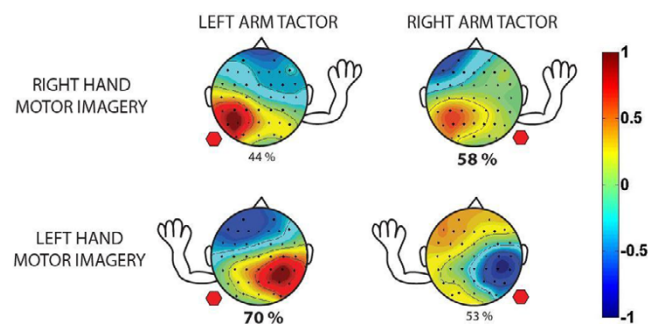 LEFT ARM TACTOR
RIGHT ARM TACTOR
RIGHT HAND
MOTOR IMAGERY
44 %
58 %
LEFT HAND
MOTOR IMAGERY
70 %
53 %
1
0.5
0
-0.5
-1